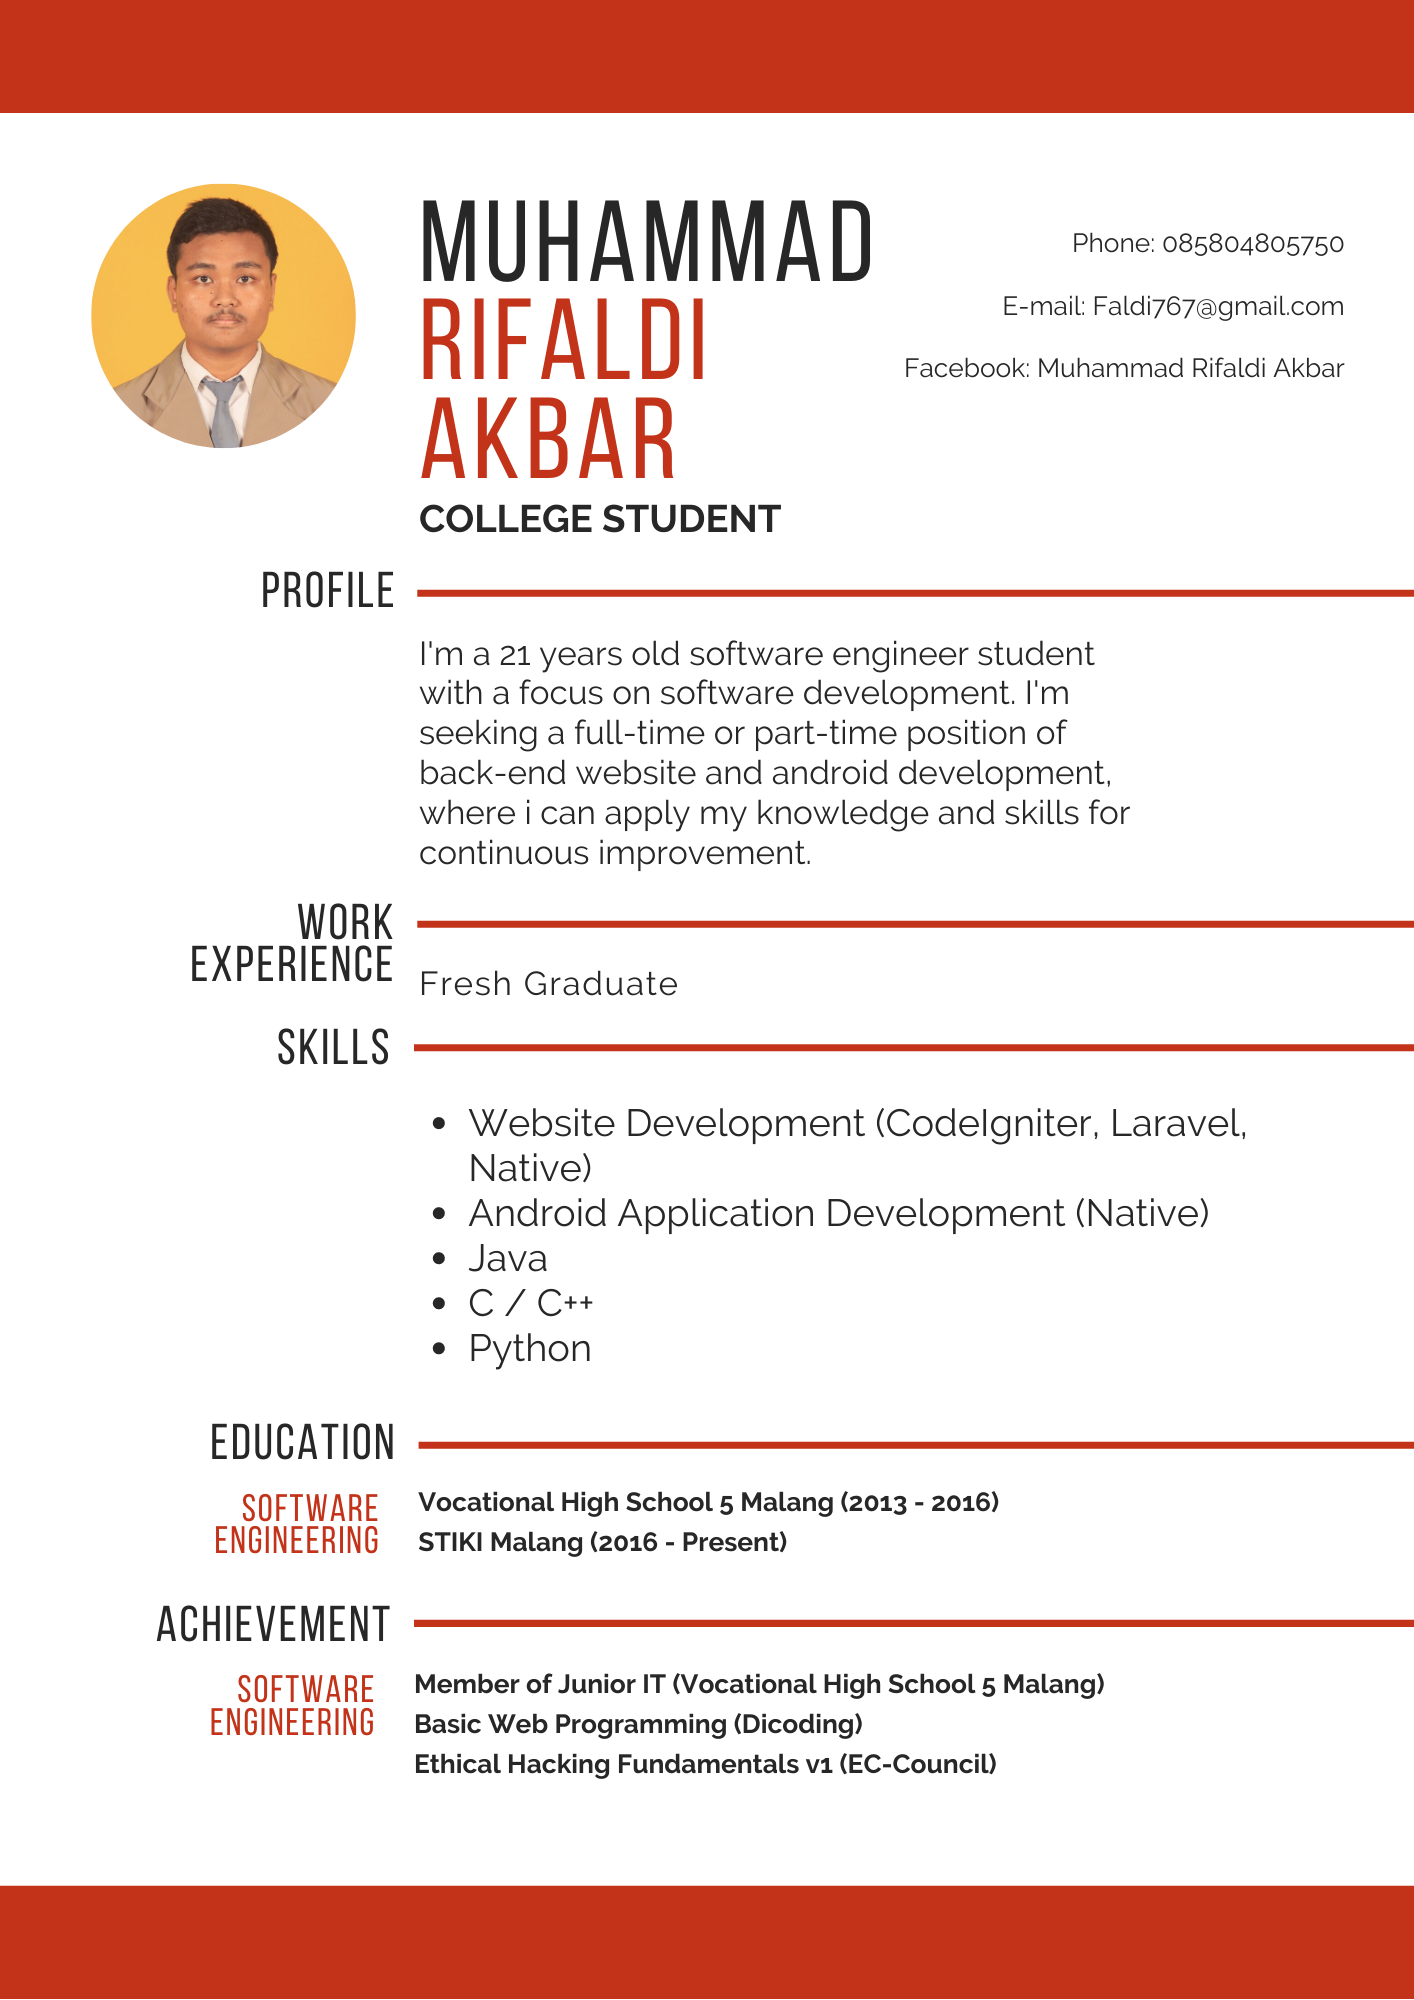 MUHAMMAD
RIFALDI
AKBAR
COLLEGE STUDENT
Phone: 085804805750
E-mail: Faldi767@gmail.com
Facebook: Muhammad Rifaldi Akbar
PROFILE
I'm a 21 years old software engineer student
with a focus on software development. I'm
seeking a full-time or part-time position of
back-end website and android development,
where i can apply my knowledge and skills for
continuous improvement.
WORK
EXPERIENCE
Fresh Graduate
SKILLS
• Website Development (CodeIgniter, Laravel,
Native)
• Android Application Development (Native)
• Java
• C / C++
• Python
EDUCATION
SOFTWARE
ENGINEERING
Vocational High School 5 Malang (2013 - 2016)
STIKI Malang (2016 - Present)
ACHIEVEMENT
SOFTWARE
ENGINEERING
Member of Junior IT (Vocational High School 5 Malang)
Basic Web Programming (Dicoding)
Ethical Hacking Fundamentals v1 (EC-Council)